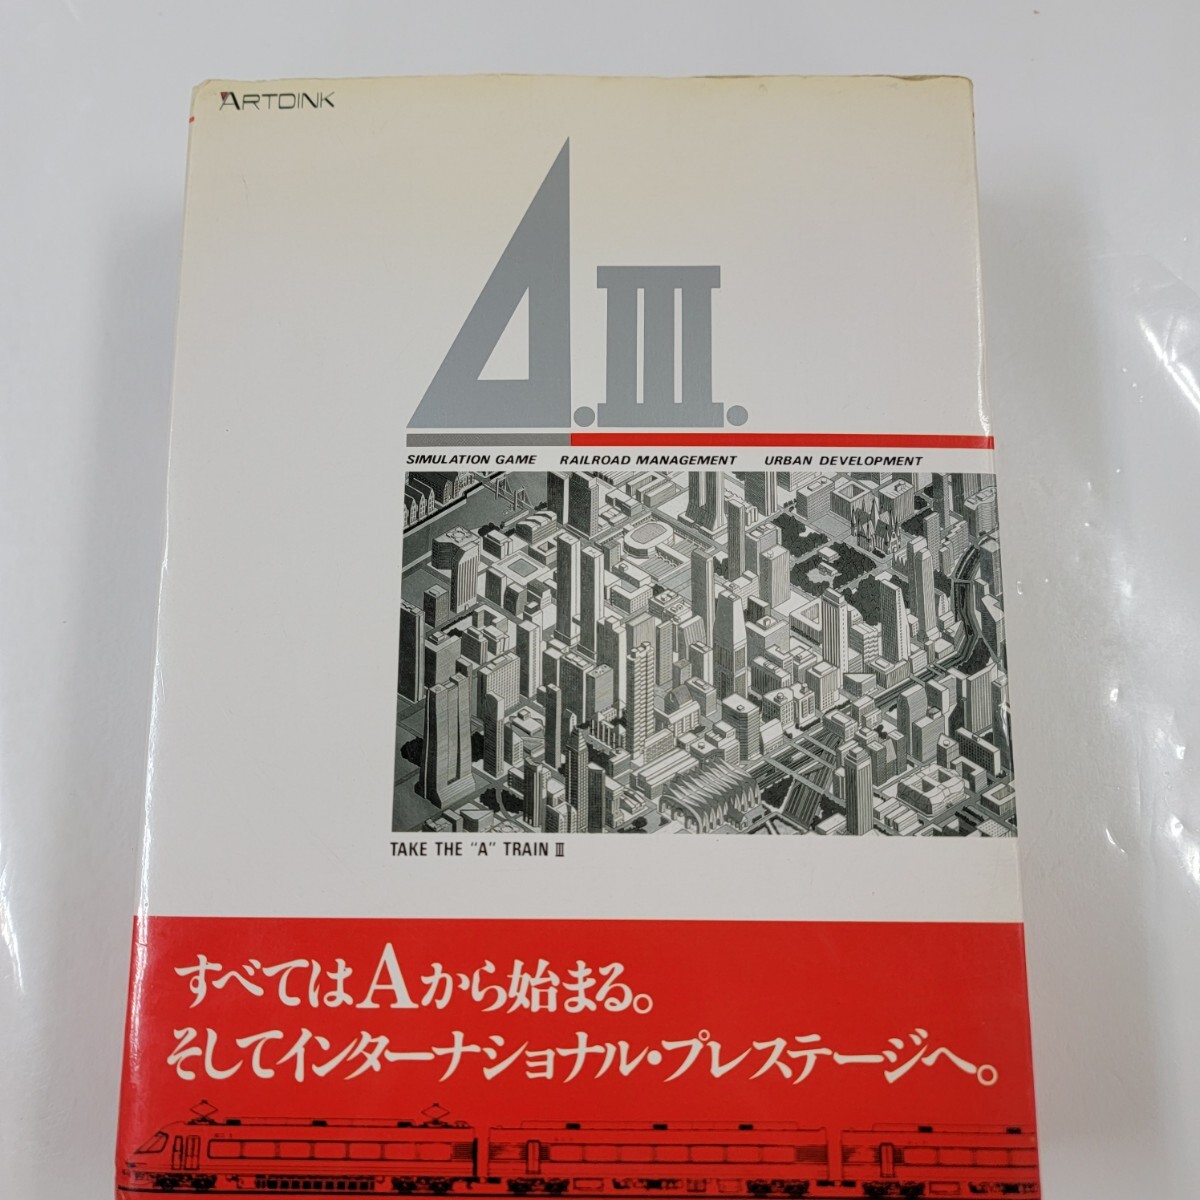 ARTDINK
A.III.
SIMULATION GAME RAILROAD MANAGEMENT URBAN DEVELOPMENT
TAKE THE "A" TRAIN III
すべてはAから始まる。
そしてインターナショナル・プレステージへ。